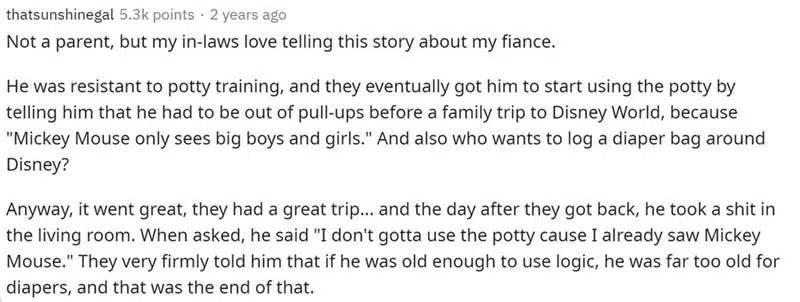 thatsunshinegal 5.3k points · 2 years ago
Not a parent, but my in-laws love telling this story about my fiance.
He was resistant to potty training, and they eventually got him to start using the potty by
telling him that he had to be out of pull-ups before a family trip to Disney World, because
"Mickey Mouse only sees big boys and girls." And also who wants to log a diaper bag around
Disney?
Anyway, it went great, they had a great trip... and the day after they got back, he took a shit in
the living room. When asked, he said "I don't gotta use the potty cause I already saw Mickey
Mouse." They very firmly told him that if he was old enough to use logic, he was far too old for
diapers, and that was the end of that.